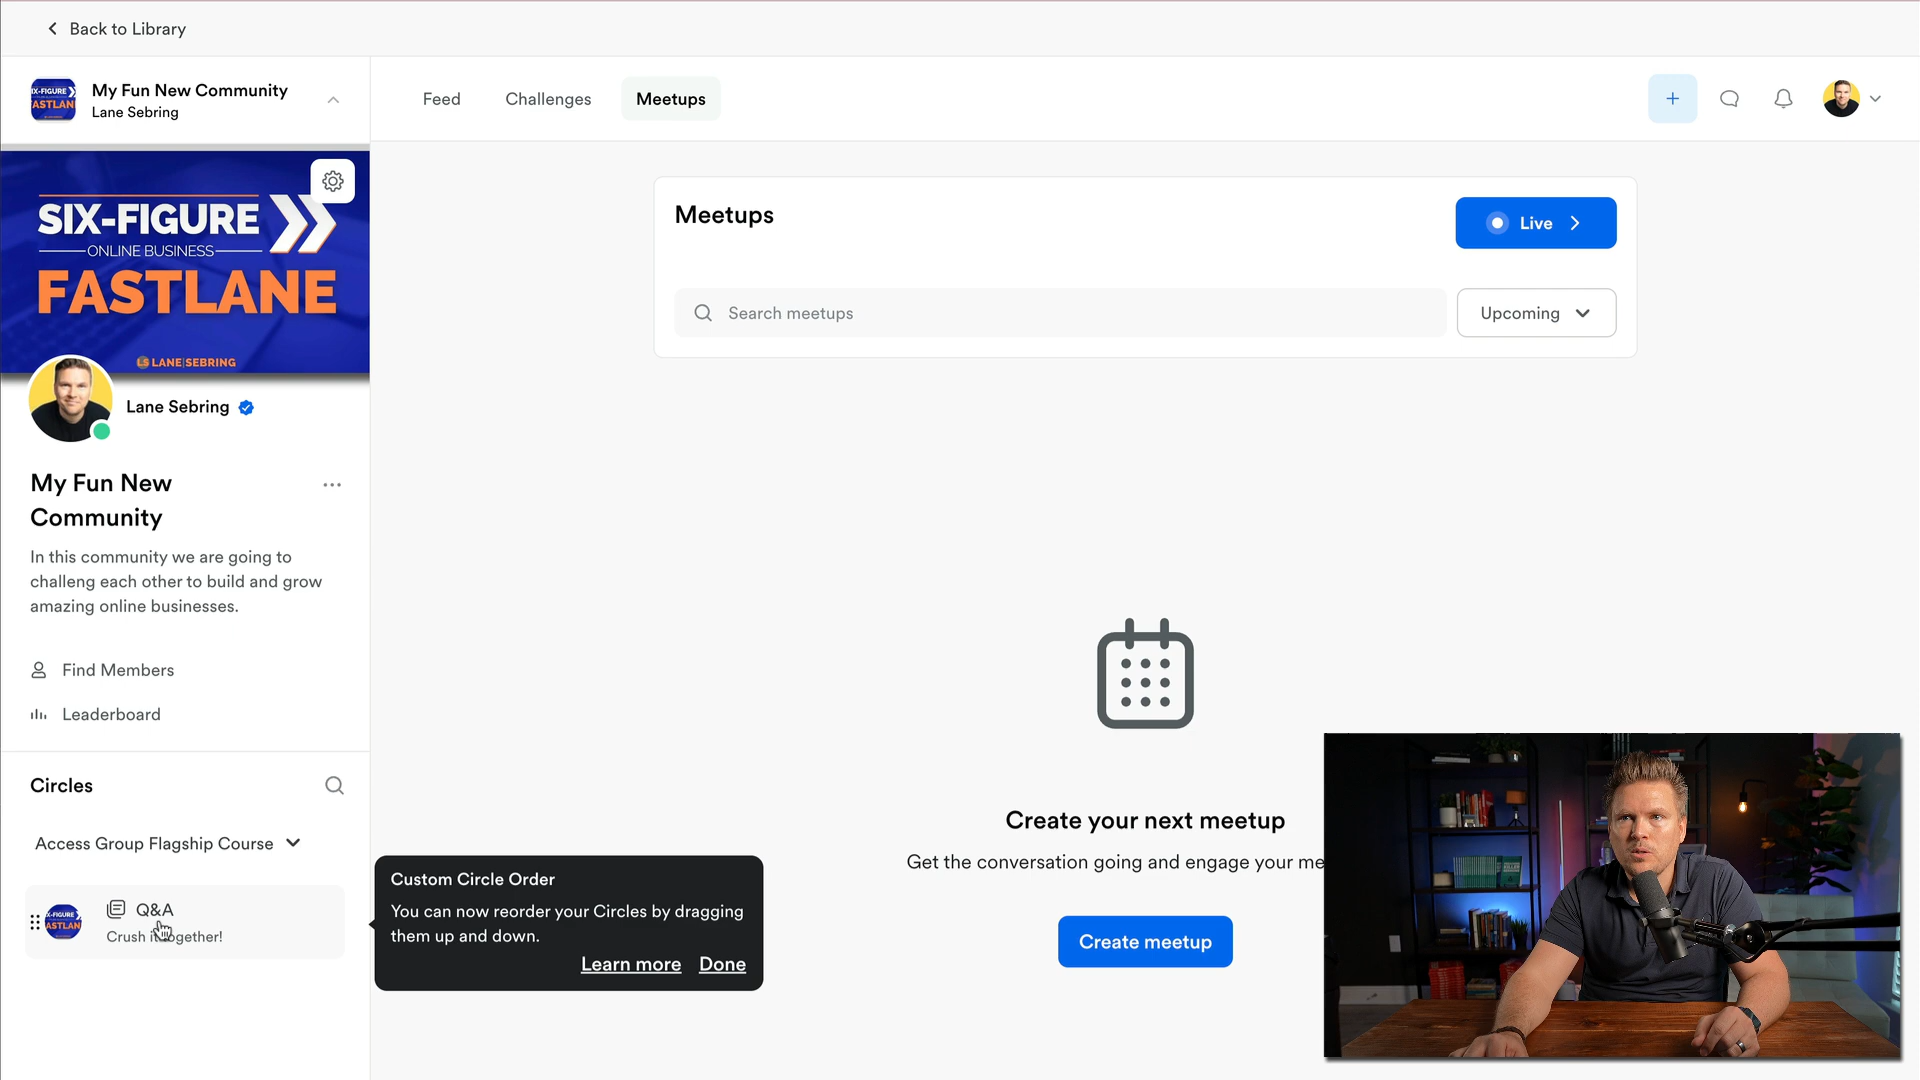 Back to Library
My Fun New Community
Lane Sebring
Feed
Challenges
Meetups
SIX-FIGURE
ONLINE BUSINESS
FASTLANE
LS LANE|SEBRING
Lane Sebring
My Fun New
Community
In this community we are going to
challeng each other to build and grow
amazing online businesses.
Find Members
Leaderboard
Circles
Access Group Flagship Course
Q&A
Crush it together!
Custom Circle Order
You can now reorder your Circles by dragging
them up and down.
Learn more
Done
Meetups
Live
Search meetups
Upcoming
Create your next meetup
Get the conversation going and engage your me
Create meetup